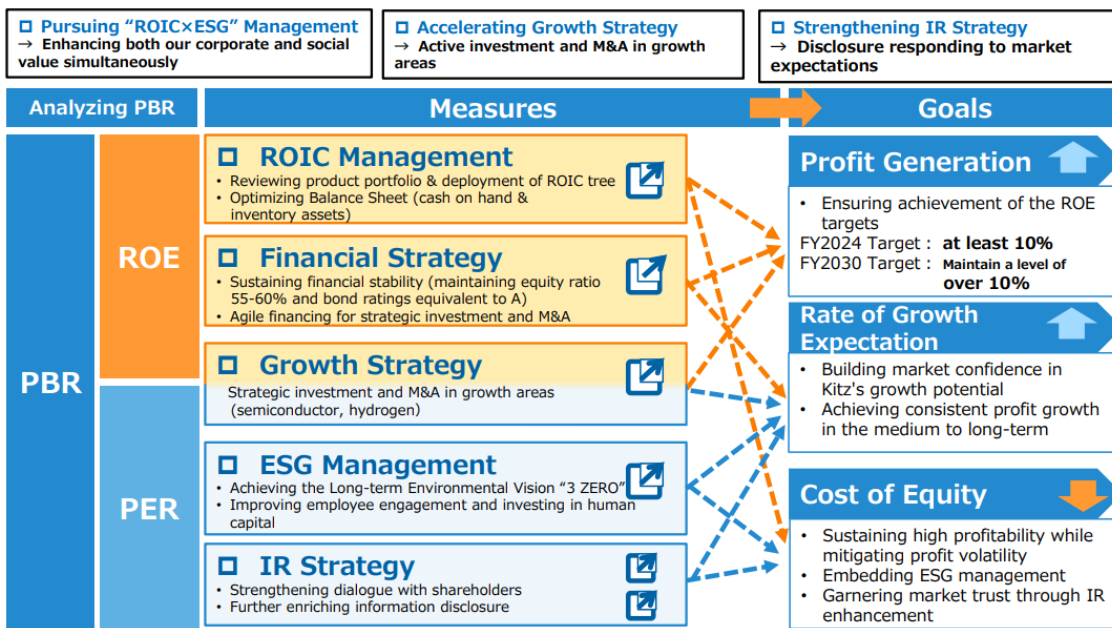 Pursuing “ROIC×ESG” Management
→ Enhancing both our corporate and social
value simultaneously
Accelerating Growth Strategy
→ Active investment and M&A in growth
areas
Strengthening IR Strategy
→ Disclosure responding to market
expectations
Analyzing PBR
Measures
Goals
PBR
ROE
PER
ROIC Management
• Reviewing product portfolio & deployment of ROIC tree
• Optimizing Balance Sheet (cash on hand &
inventory assets)
Financial Strategy
• Sustaining financial stability (maintaining equity ratio
55-60% and bond ratings equivalent to A)
• Agile financing for strategic investment and M&A
Growth Strategy
Strategic investment and M&A in growth areas
(semiconductor, hydrogen)
ESG Management
• Achieving the Long-term Environmental Vision “3 ZERO”
• Improving employee engagement and investing in human
capital
IR Strategy
• Strengthening dialogue with shareholders
• Further enriching information disclosure
Profit Generation
• Ensuring achievement of the ROE
targets
FY2024 Target : at least 10%
FY2030 Target : Maintain a level of
over 10%
Rate of Growth
Expectation
• Building market confidence in
Kitz's growth potential
• Achieving consistent profit growth
in the medium to long-term
Cost of Equity
• Sustaining high profitability while
mitigating profit volatility
• Embedding ESG management
• Garnering market trust through IR
enhancement